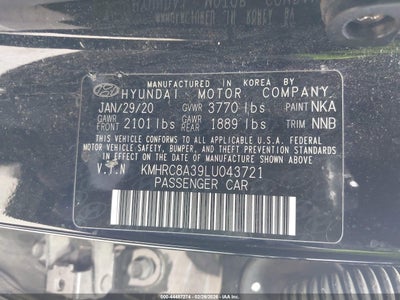 MANUFACTURED IN KOREA BY
HYUNDAI MOTOR COMPANY
JAN/29/20 GVWR 3770 lbs PAINT NKA
GAWR FRONT 2101 lbs GAWR REAR 1889 lbs TRIM NNB
THIS VEHICLE CONFORMS TO ALL APPLICABLE U.S. FEDERAL
MOTOR VEHICLE SAFETY, BUMPER, AND THEFT PREVENTION
STANDARDS IN EFFECT ON THE DATE OF MANUFACTURE SHOWN ABOVE.
V.I.N KMHRC8A39LU043721
PASSENGER CAR